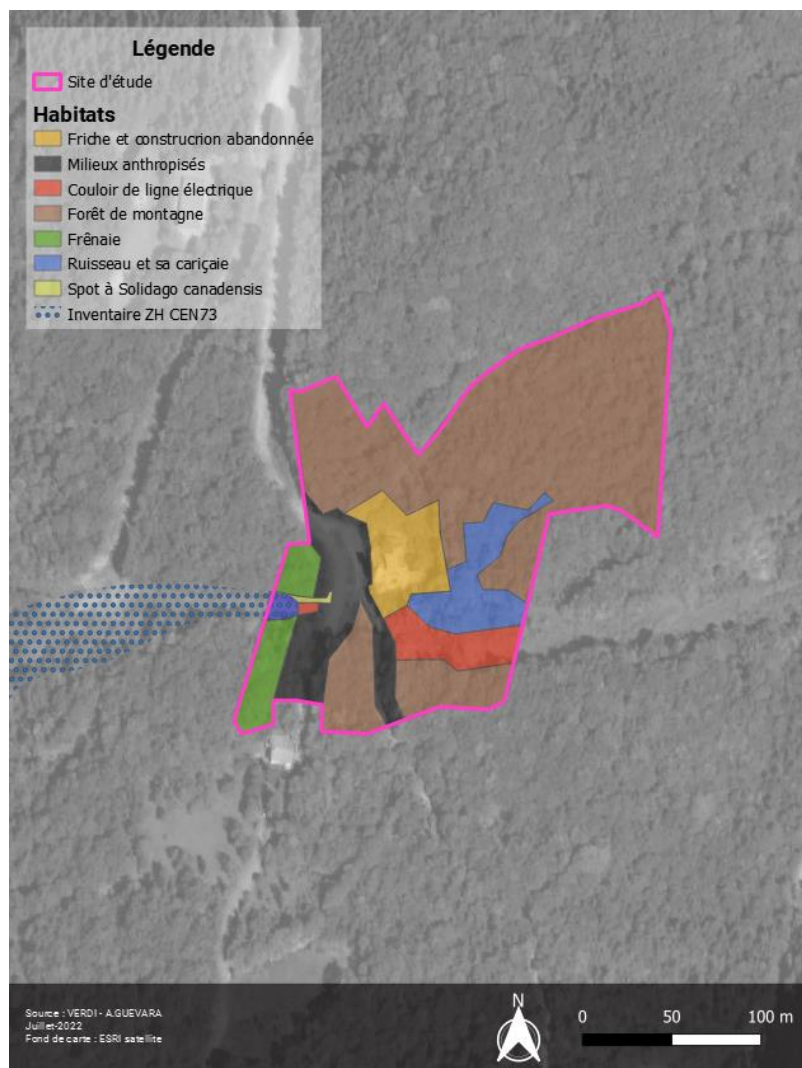 Légende
Site d'étude
Habitats
Friche et construcrion abandonnée
Milieux anthropisés
Couloir de ligne électrique
Forêt de montagne
Frênaie
Ruisseau et sa cariçaie
Spot à Solidago canadensis
Inventaire ZH CEN73
Source : VERDI - A.GUEVARA
Juillet-2022
Fond de carte : ESRI satellite
N
0 50 100 m